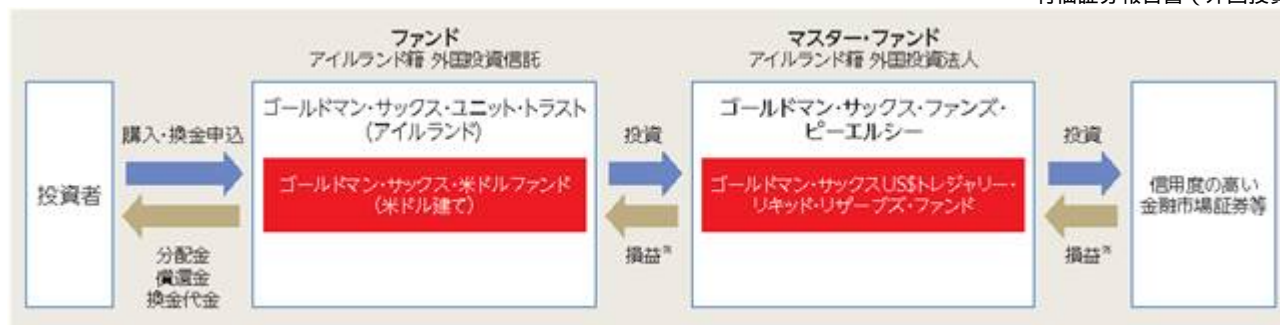 ファンド
アイルランド籍 外国投資信託
マスター・ファンド
アイルランド籍 外国投資法人
投資者
購入・換金申込
分配金
償還金
換金代金
ゴールドマン・サックス・ユニット・トラスト
(アイルランド)
ゴールドマン・サックス・米ドルファンド
(米ドル建て)
投資
損益
ゴールドマン・サックス・ファンズ・
ピーエルシー
ゴールドマン・サックスUS$トレジャリー・
リキッド・リザーブズ・ファンド
投資
損益
信用度の高い
金融市場証券等